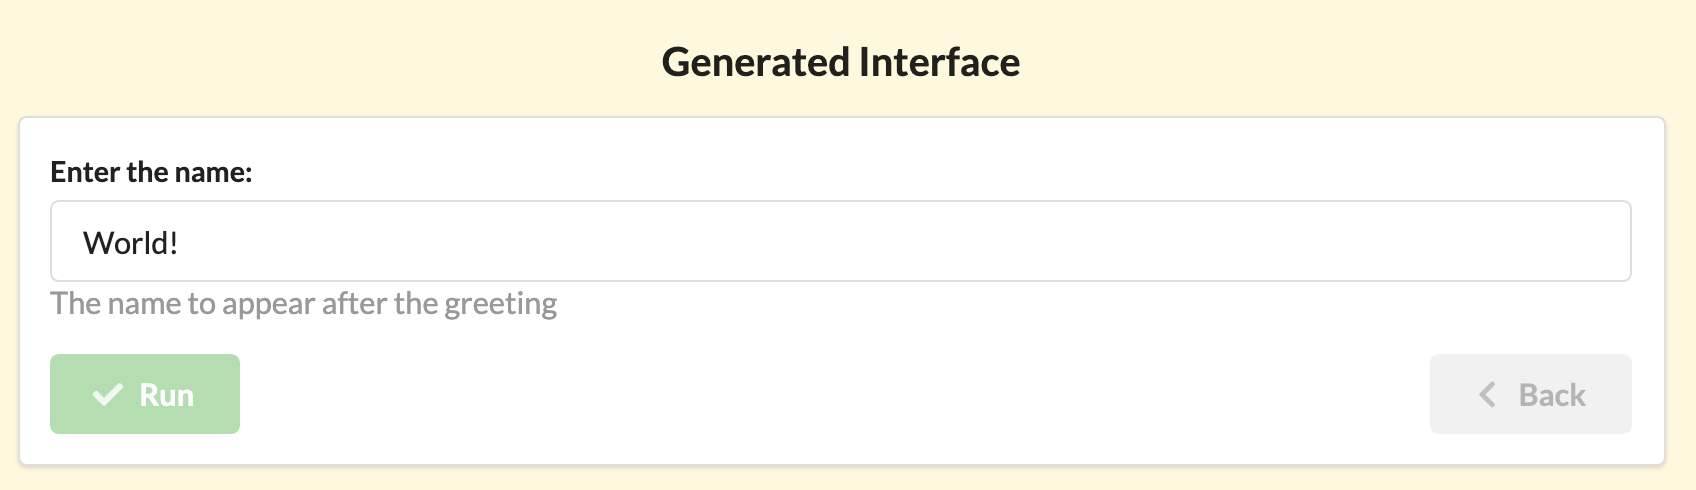 Generated Interface
Enter the name:
World!
The name to appear after the greeting
Run
Back